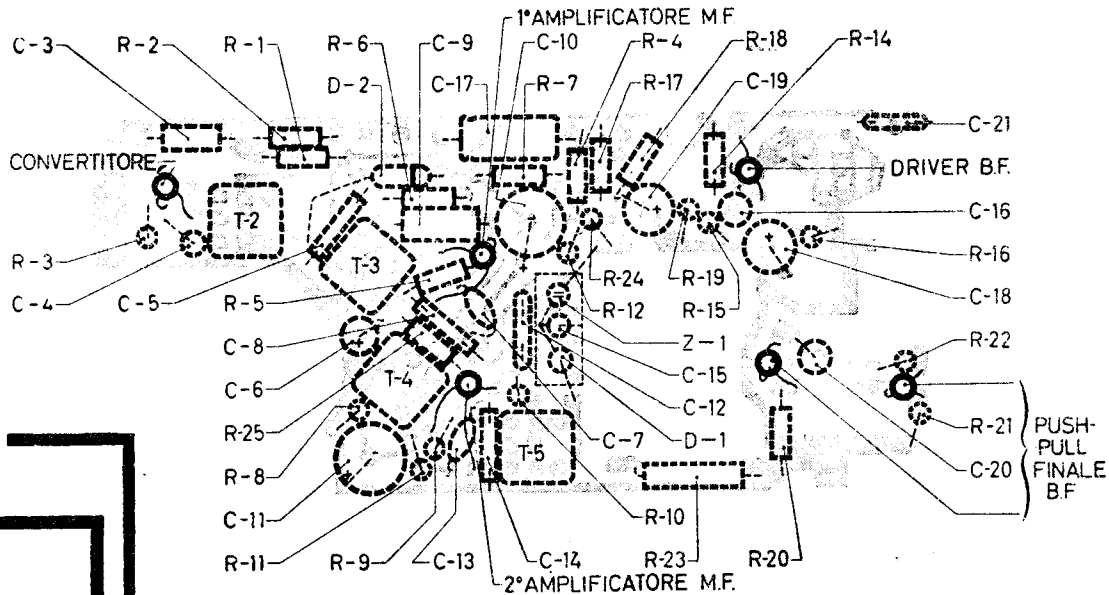 1° AMPLIFICATORE M.F.
C-3 R-2 R-1 R-6 C-9 C-10 R-4 R-18 R-14
D-2 C-17 R-7 R-17 C-19
C-21
CONVERTITORE
DRIVER B.F.
T-2
C-16
R-3
T-3
R-16
C-4 C-5 R-5 R-24 R-19
R-12 R-15 C-18
C-8 Z-1
R-22
C-6 T-4 C-15
C-12
R-25 C-7 D-1 R-21 PUSH-
PULL
T-5
R-8 C-20 FINALE
B.F
C-11 R-10
R-11 R-9 C-13 C-14 R-23 R-20
2° AMPLIFICATORE M.F.